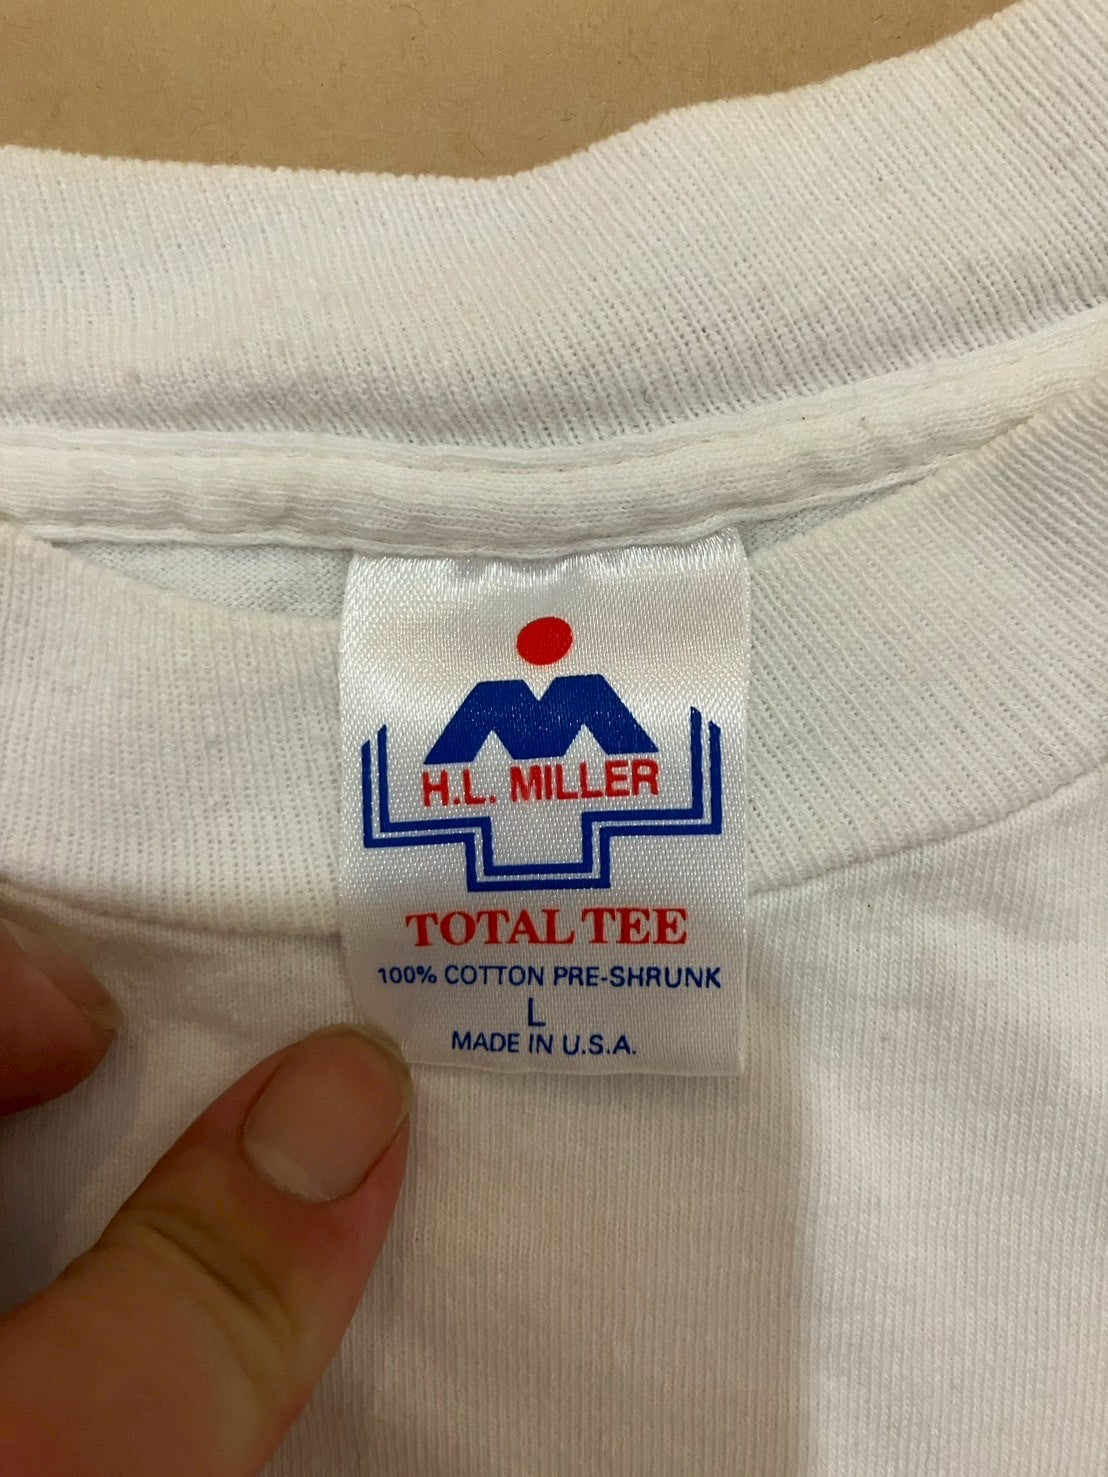 H.L. MILLER
TOTAL TEE
100% COTTON PRE-SHRUNK
L
MADE IN U.S.A.